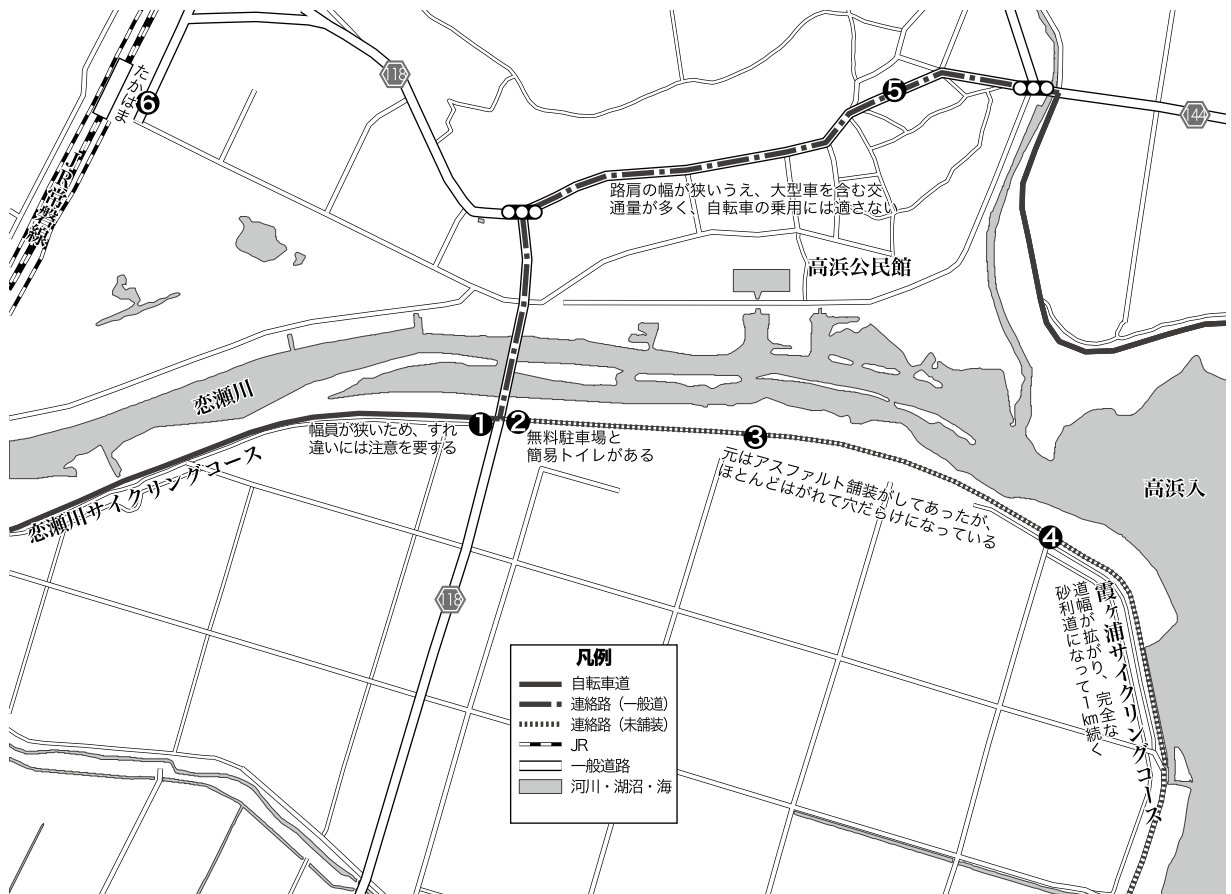 118
たかはま
❻
❺
144
JR常磐線
路肩の幅が狭いうえ、大型車を含む交
通量が多く、自転車の乗用には適さない
高浜公民館
恋瀬川
❶
❷
幅員が狭いため、すれ
違いには注意を要する
無料駐車場と
簡易トイレがある
❸
元はアスファルト舗装がしてあったが、
ほとんどはがれて穴だらけになっている
恋瀬川サイクリングコース
高浜入
❹
118
霞ヶ浦サイクリングコース
道幅が拡がり、完全な
砂利道になって1㎞続く
凡例
自転車道
連絡路（一般道）
連絡路（未舗装）
JR
一般道路
河川・湖沼・海